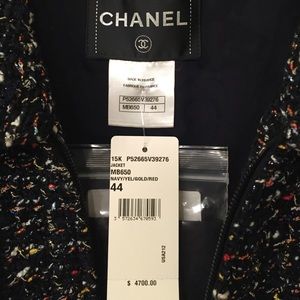 CHANEL
MADE IN FRANCE
FABRIQUÉ EN FRANCE
P52665V39276
MB650 44
15K P52665V39276
JACKET
MB650
NAVY/YEL/GOLD/RED
44
USA212
$ 4700.00